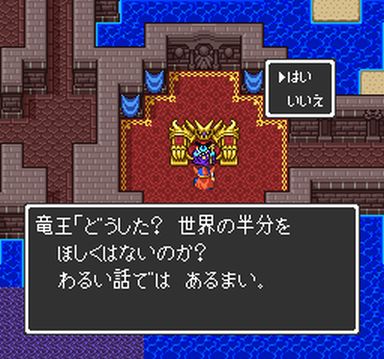 ▶はい
いいえ
竜王「どうした? 世界の半分を
ほしくはないのか?
わるい話では あるまい。